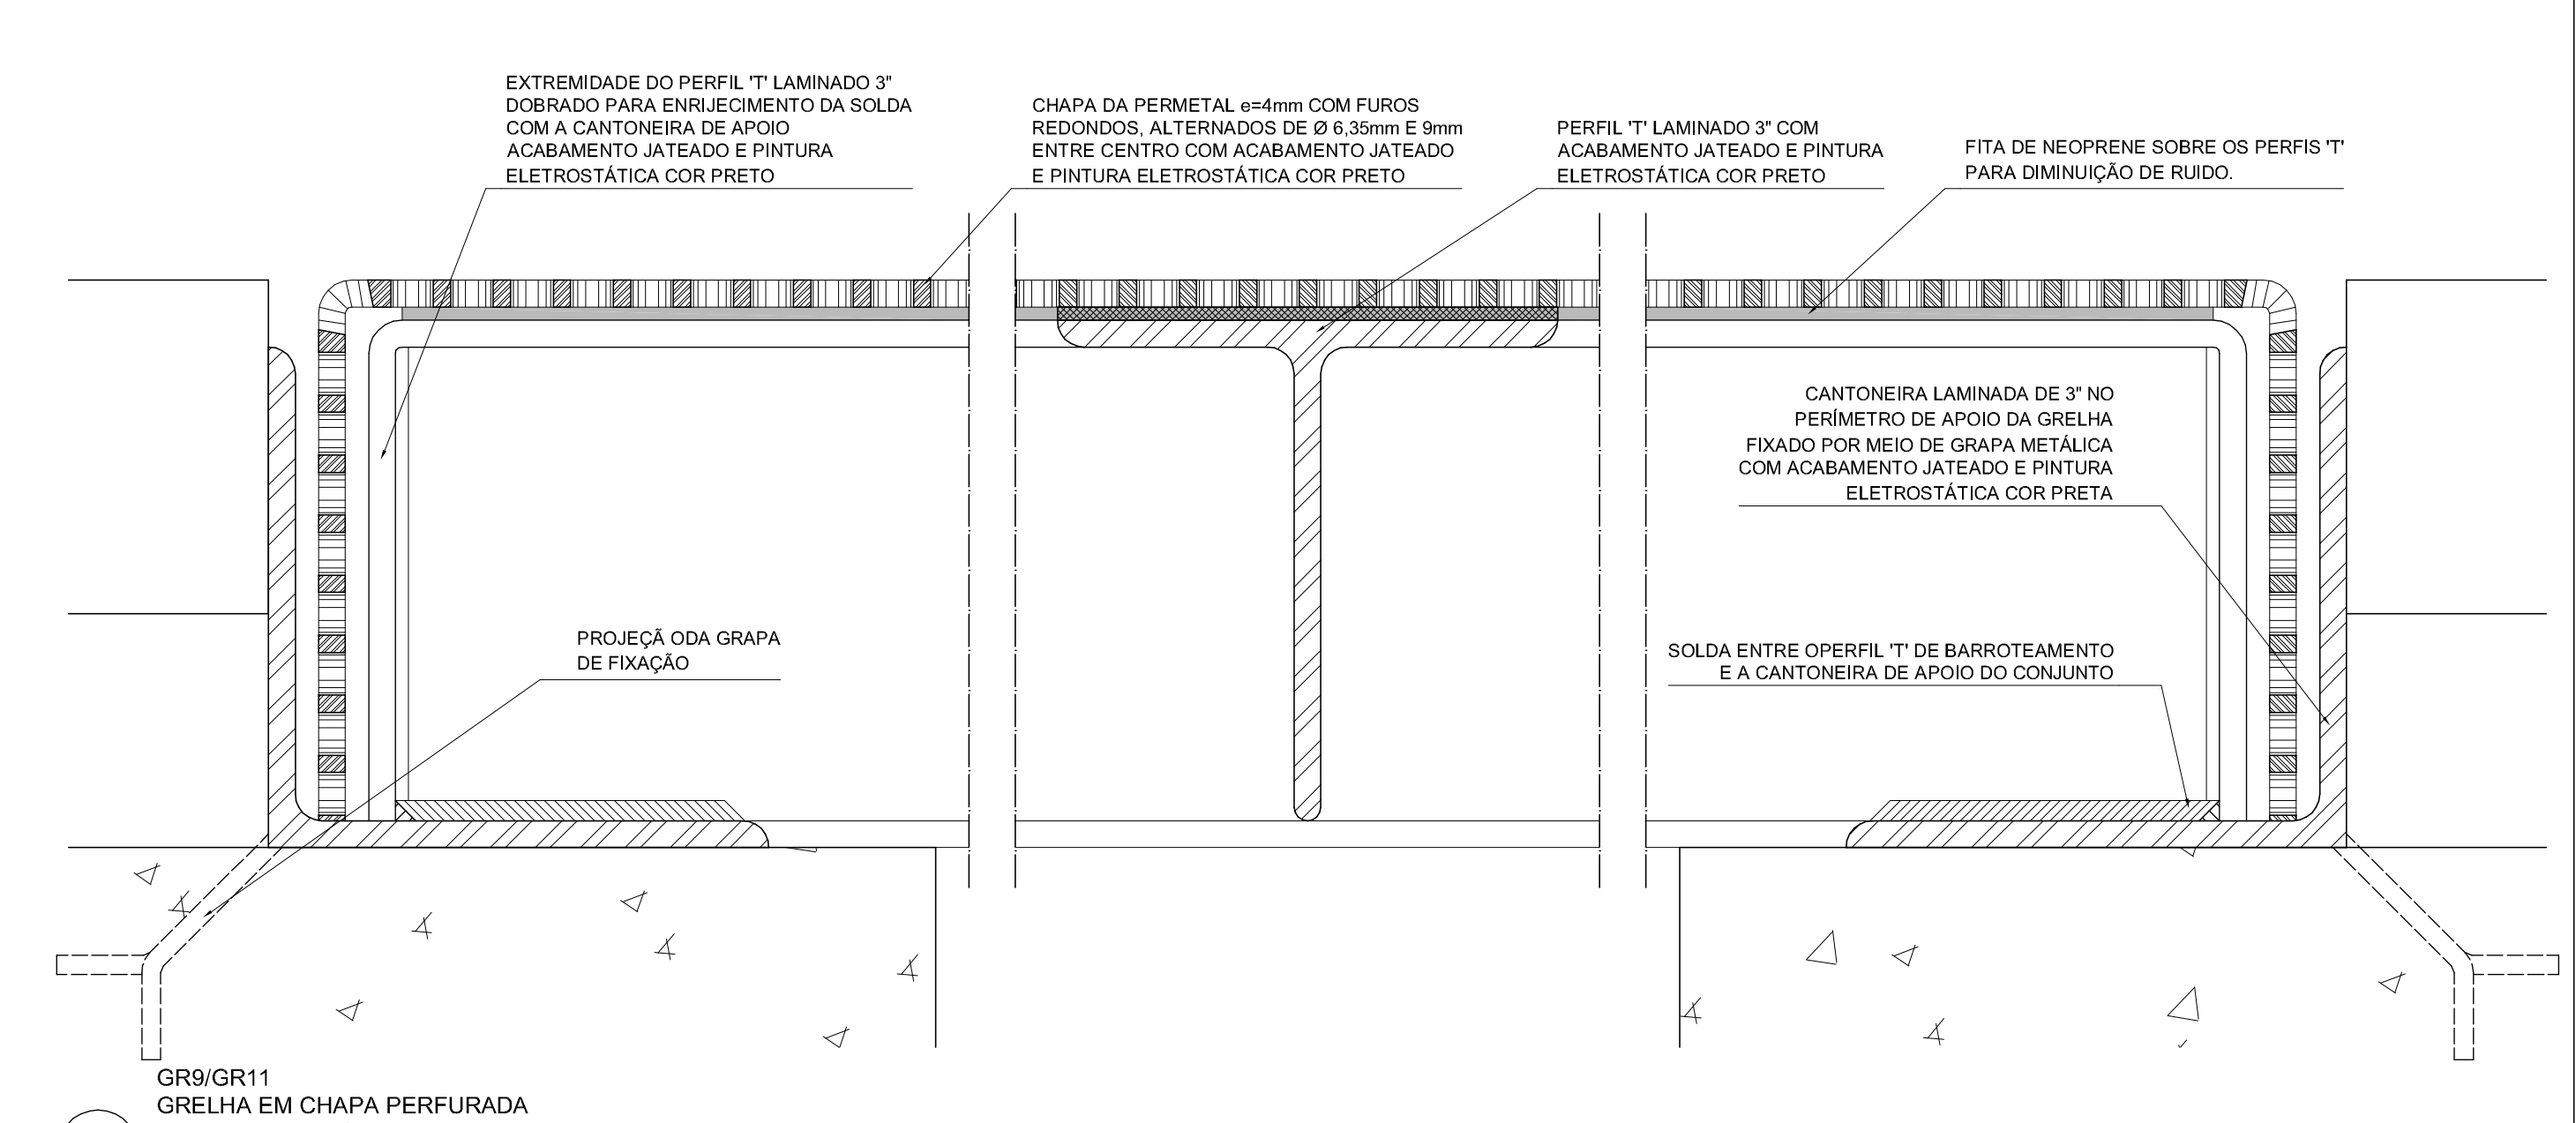 EXTREMIDADE DO PERFIL 'T' LAMINADO 3"
DOBRADO PARA ENRIJECIMENTO DA SOLDA
COM A CANTONEIRA DE APOIO
ACABAMENTO JATEADO E PINTURA
ELETROSTÁTICA COR PRETO
CHAPA DA PERMETAL e=4mm COM FUROS
REDONDOS, ALTERNADOS DE Ø 6,35mm E 9mm
ENTRE CENTRO COM ACABAMENTO JATEADO
E PINTURA ELETROSTÁTICA COR PRETO
PERFIL 'T' LAMINADO 3" COM
ACABAMENTO JATEADO E PINTURA
ELETROSTÁTICA COR PRETO
FITA DE NEOPRENE SOBRE OS PERFIS 'T'
PARA DIMINUIÇÃO DE RUIDO.
CANTONEIRA LAMINADA DE 3" NO
PERÍMETRO DE APOIO DA GRELHA
FIXADO POR MEIO DE GRAPA METÁLICA
COM ACABAMENTO JATEADO E PINTURA
ELETROSTÁTICA COR PRETA
PROJEÇÃ ODA GRAPA
DE FIXAÇÃO
SOLDA ENTRE OPERFIL 'T' DE BARROTEAMENTO
E A CANTONEIRA DE APOIO DO CONJUNTO
GR9/GR11
GRELHA EM CHAPA PERFURADA